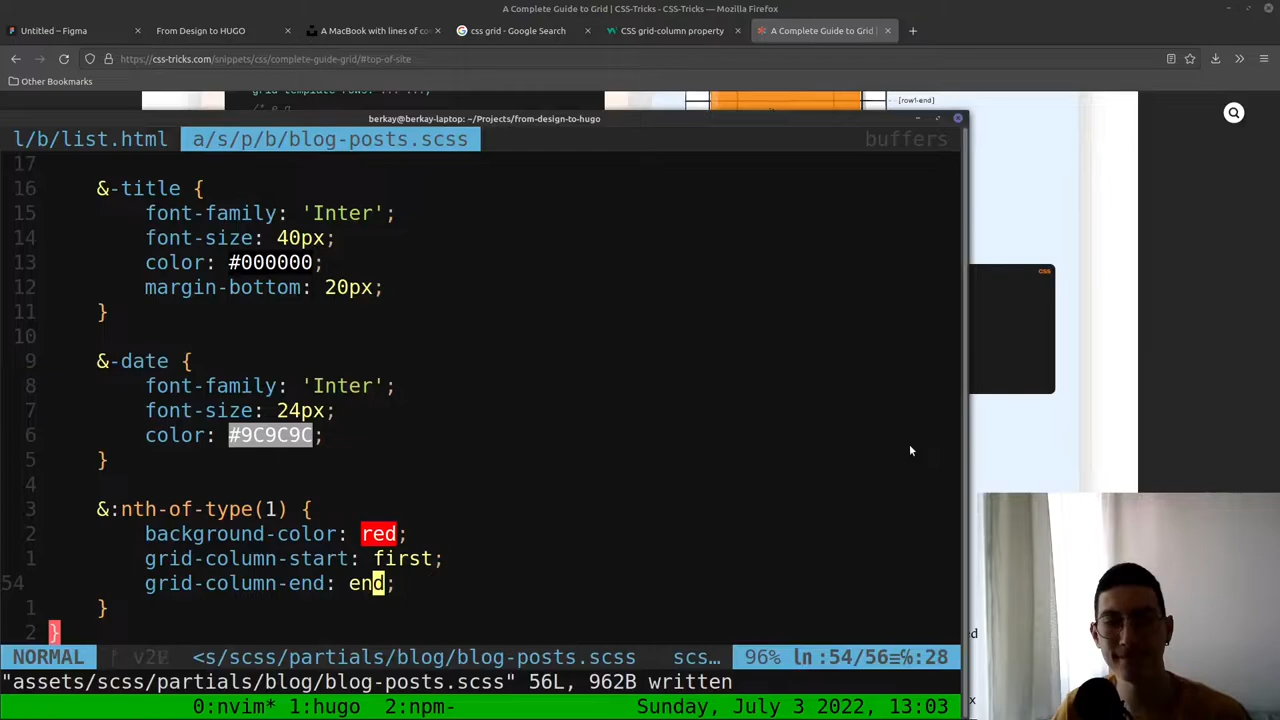 A Complete Guide to Grid | CSS-Tricks - CSS-Tricks — Mozilla Firefox
Untitled – Figma
From Design to HUGO
A MacBook with lines of co
css grid - Google Search
CSS grid-column property
A Complete Guide to Grid |
https://css-tricks.com/snippets/css/complete-guide-grid/#top-of-site
Other Bookmarks
[row1-end]
berkay@berkay-laptop: ~/Projects/from-design-to-hugo
l/b/list.html a/s/p/b/blog-posts.scss buffers
17
16 &-title {
15 font-family: 'Inter';
14 font-size: 40px;
13 color: #000000;
12 margin-bottom: 20px;
11 }
10
9 &-date {
8 font-family: 'Inter';
7 font-size: 24px;
6 color: #9C9C9C;
5 }
4
3 &:nth-of-type(1) {
2 background-color: red;
1 grid-column-start: first;
54 grid-column-end: end;
1 }
2 }
CSS
NORMAL <s/scss/partials/blog/blog-posts.scss scs… 96% ln:54/56≡℅:28
"assets/scss/partials/blog/blog-posts.scss" 56L, 962B written
0:nvim* 1:hugo 2:npm- Sunday, July 3 2022, 13:03